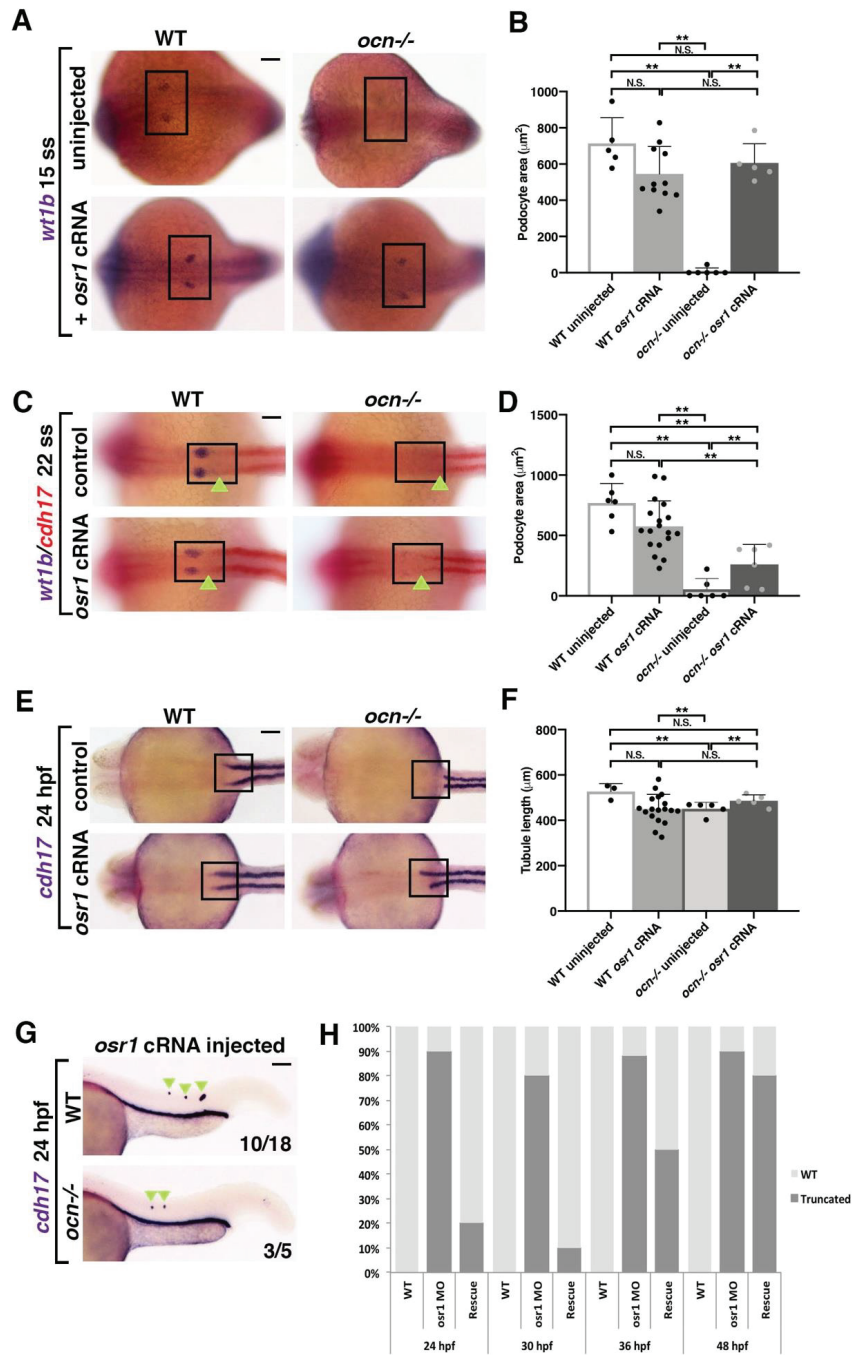 A
WT
ocn-/-
wt1b 15 ss
uninjected
+ osr1 cRNA
B
**
N.S.
**
**
N.S.
N.S.
Podocyte area (μm²)
1000
800
600
400
200
0
WT uninjected
WT osr1 cRNA
ocn-/- uninjected
ocn-/- osr1 cRNA
C
WT
ocn-/-
wt1b/cdh17 22 ss
control
osr1 cRNA
D
**
**
**
**
N.S.
**
Podocyte area (μm²)
1500
1000
500
0
WT uninjected
WT osr1 cRNA
ocn-/- uninjected
ocn-/- osr1 cRNA
E
WT
ocn-/-
cdh17 24 hpf
control
osr1 cRNA
F
**
N.S.
**
**
N.S.
N.S.
Tubule length (μm)
800
600
400
200
0
WT uninjected
WT osr1 cRNA
ocn-/- uninjected
ocn-/- osr1 cRNA
G
osr1 cRNA injected
cdh17 24 hpf
WT
10/18
ocn-/-
3/5
H
100%
90%
80%
70%
60%
50%
40%
30%
20%
10%
0%
WT
osr1 MO
Rescue
WT
osr1 MO
Rescue
WT
osr1 MO
Rescue
WT
osr1 MO
Rescue
24 hpf
30 hpf
36 hpf
48 hpf
WT
Truncated